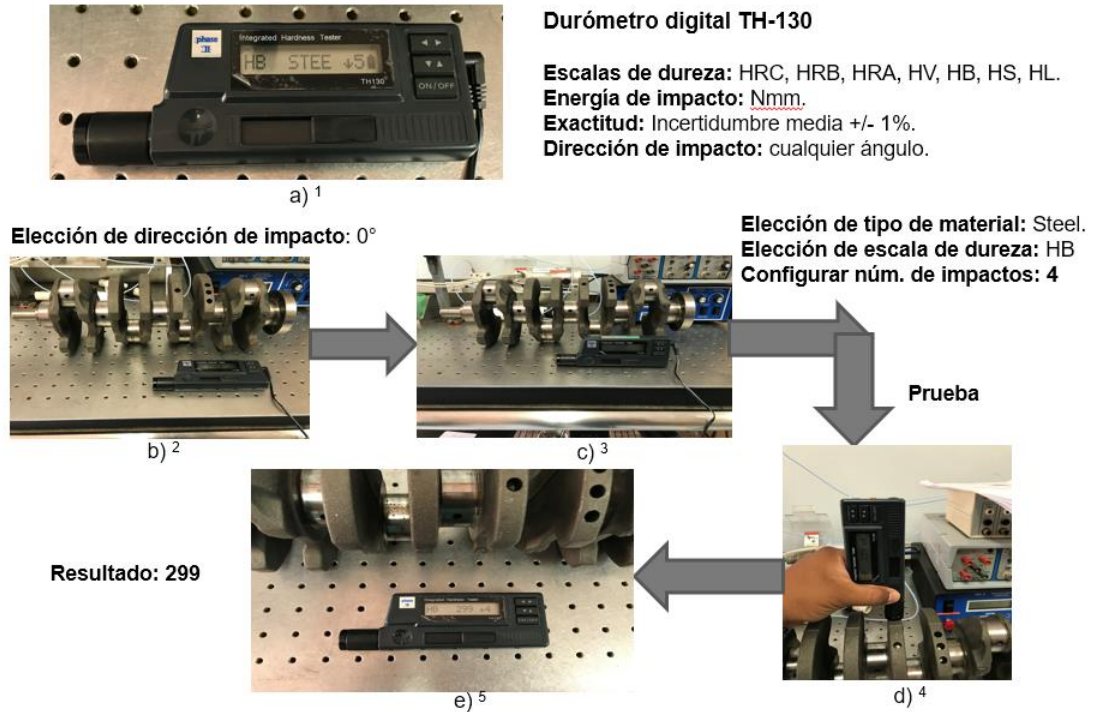 phase
II
Integrated Hardness Tester
HB STEE ↓5
TH130
ON/OFF
a) 1
Durómetro digital TH-130
Escalas de dureza: HRC, HRB, HRA, HV, HB, HS, HL.
Energía de impacto: Nmm.
Exactitud: Incertidumbre media +/- 1%.
Dirección de impacto: cualquier ángulo.
Elección de dirección de impacto: 0°
b) 2
c) 3
Elección de tipo de material: Steel.
Elección de escala de dureza: HB
Configurar núm. de impactos: 4
Prueba
d) 4
Resultado: 299
Integrated Hardness Tester
HB 299 x4
e) 5